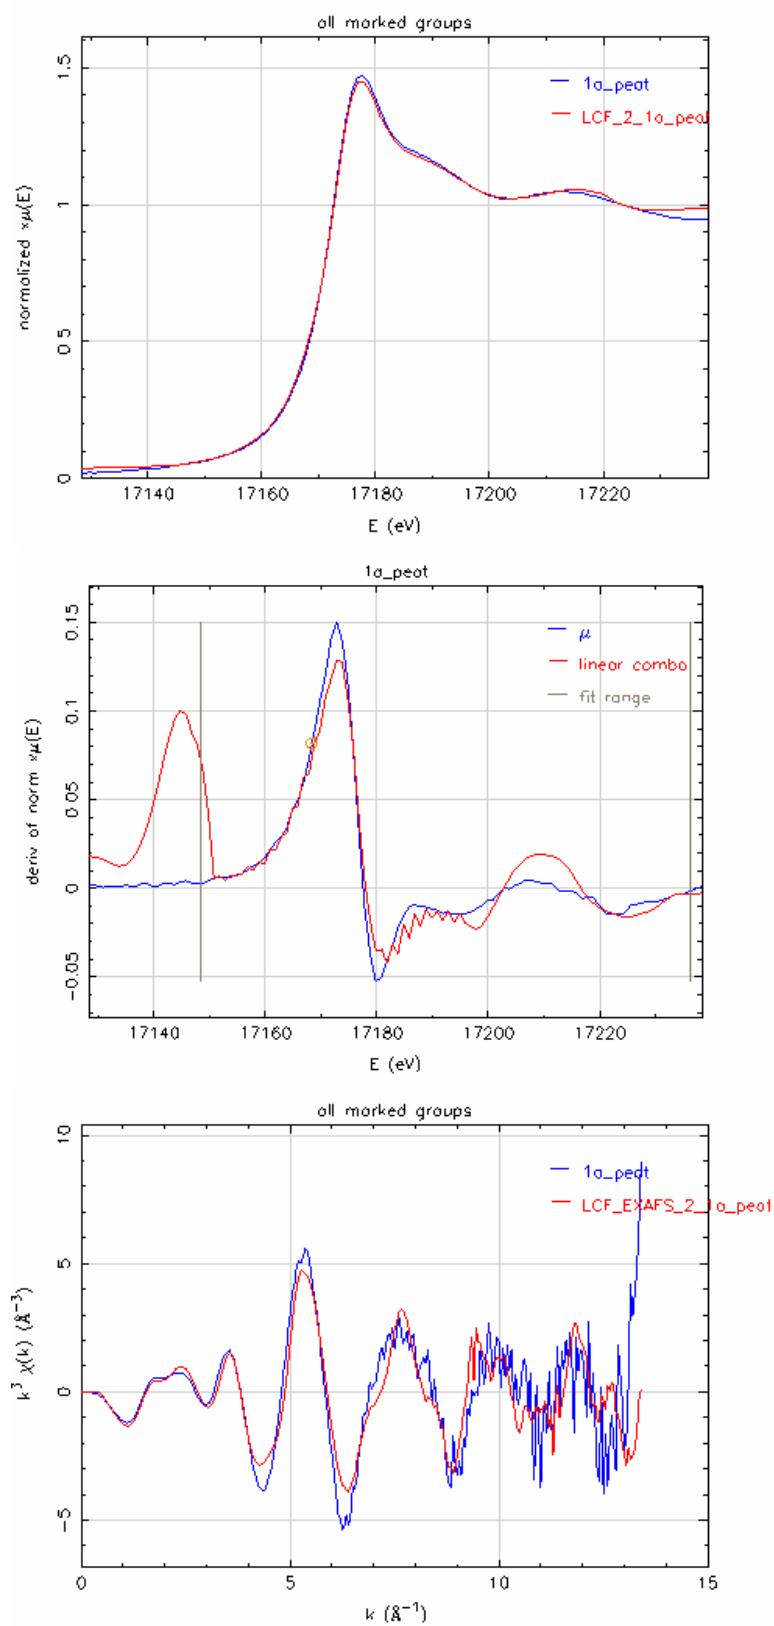 all marked groups
1.5
1
0.5
0
normalized xμ(E)
1a_peat
LCF_2_1a_peat
17140 17160 17180 17200 17220
E (eV)
1a_peat
0.15
0.1
0.05
0
−0.05
deriv of norm xμ(E)
μ
linear combo
fit range
17140 17160 17180 17200 17220
E (eV)
all marked groups
10
5
0
−5
k³ χ(k) (Å⁻³)
1a_peat
LCF_EXAFS_2_1a_peat
0 5 10 15
k (Å⁻¹)